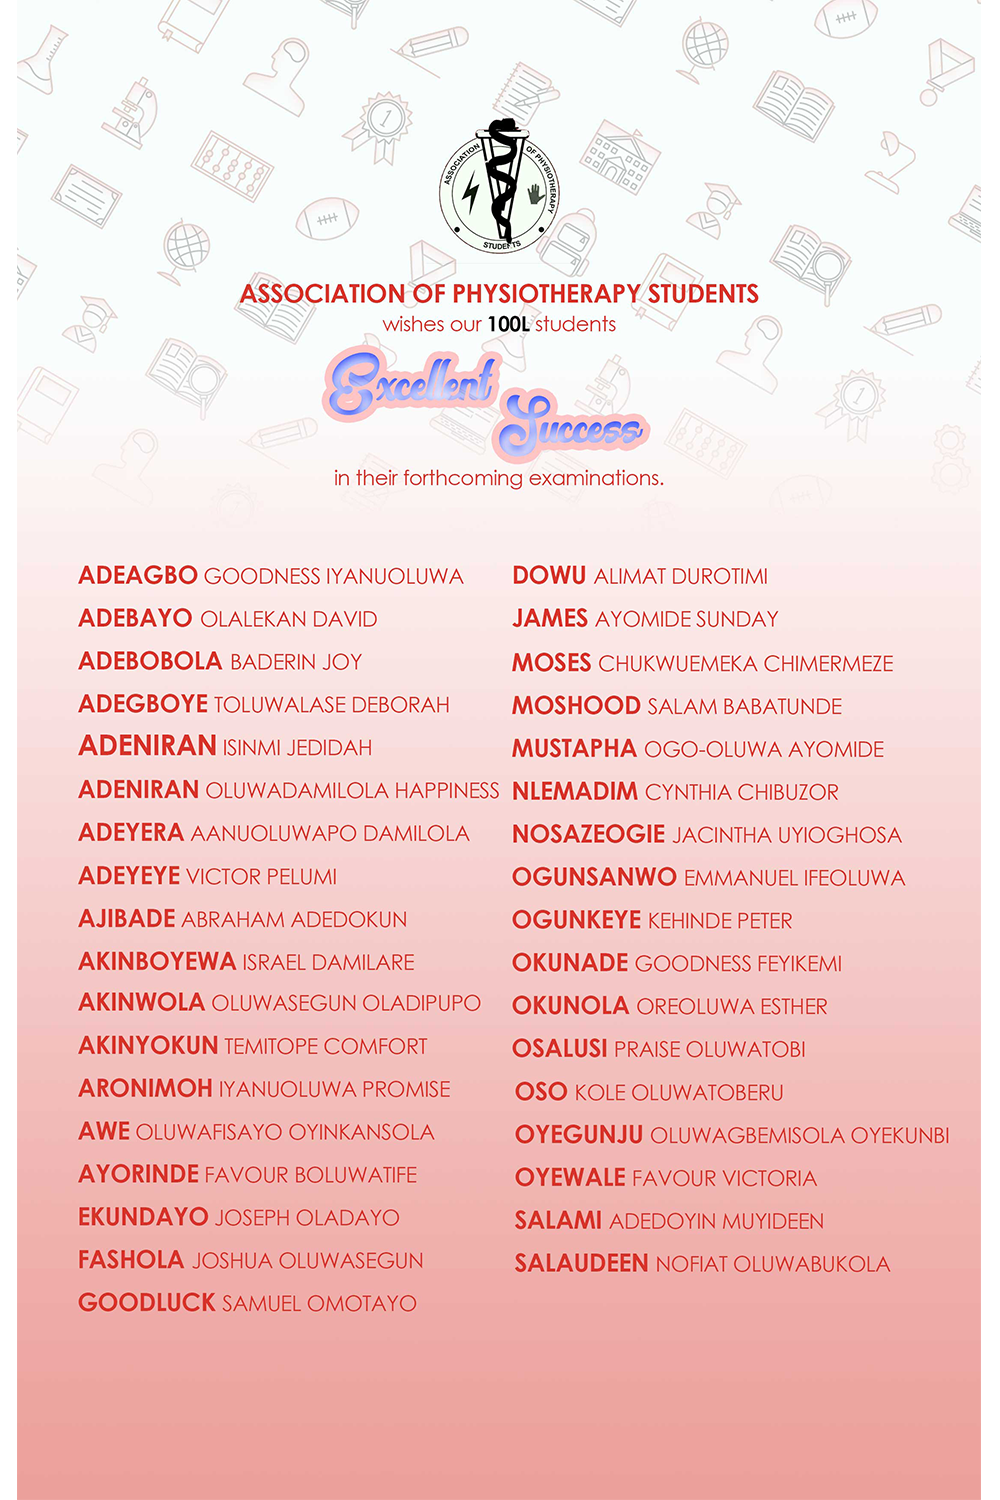 ASSOCIATION OF PHYSIOTHERAPY
STUDENTS
ASSOCIATION OF PHYSIOTHERAPY STUDENTS
wishes our 100L students
Excellent
Success
in their forthcoming examinations.
ADEAGBO GOODNESS IYANUOLUWA
ADEBAYO OLALEKAN DAVID
ADEBOBOLA BADERIN JOY
ADEGBOYE TOLUWALASE DEBORAH
ADENIRAN ISINMI JEDIDAH
ADENIRAN OLUWADAMILOLA HAPPINESS
ADEYERA AANUOLUWAPO DAMILOLA
ADEYEYE VICTOR PELUMI
AJIBADE ABRAHAM ADEDOKUN
AKINBOYEWA ISRAEL DAMILARE
AKINWOLA OLUWASEGUN OLADIPUPO
AKINYOKUN TEMITOPE COMFORT
ARONIMOH IYANUOLUWA PROMISE
AWE OLUWAFISAYO OYINKANSOLA
AYORINDE FAVOUR BOLUWATIFE
EKUNDAYO JOSEPH OLADAYO
FASHOLA JOSHUA OLUWASEGUN
GOODLUCK SAMUEL OMOTAYO
DOWU ALIMAT DUROTIMI
JAMES AYOMIDE SUNDAY
MOSES CHUKWUEMEKA CHIMERMEZE
MOSHOOD SALAM BABATUNDE
MUSTAPHA OGO-OLUWA AYOMIDE
NLEMADIM CYNTHIA CHIBUZOR
NOSAZEOGIE JACINTHA UYIOGHOSA
OGUNSANWO EMMANUEL IFEOLUWA
OGUNKEYE KEHINDE PETER
OKUNADE GOODNESS FEYIKEMI
OKUNOLA OREOLUWA ESTHER
OSALUSI PRAISE OLUWATOBI
OSO KOLE OLUWATOBERU
OYEGUNJU OLUWAGBEMISOLA OYEKUNBI
OYEWALE FAVOUR VICTORIA
SALAMI ADEDOYIN MUYIDEEN
SALAUDEEN NOFIAT OLUWABUKOLA